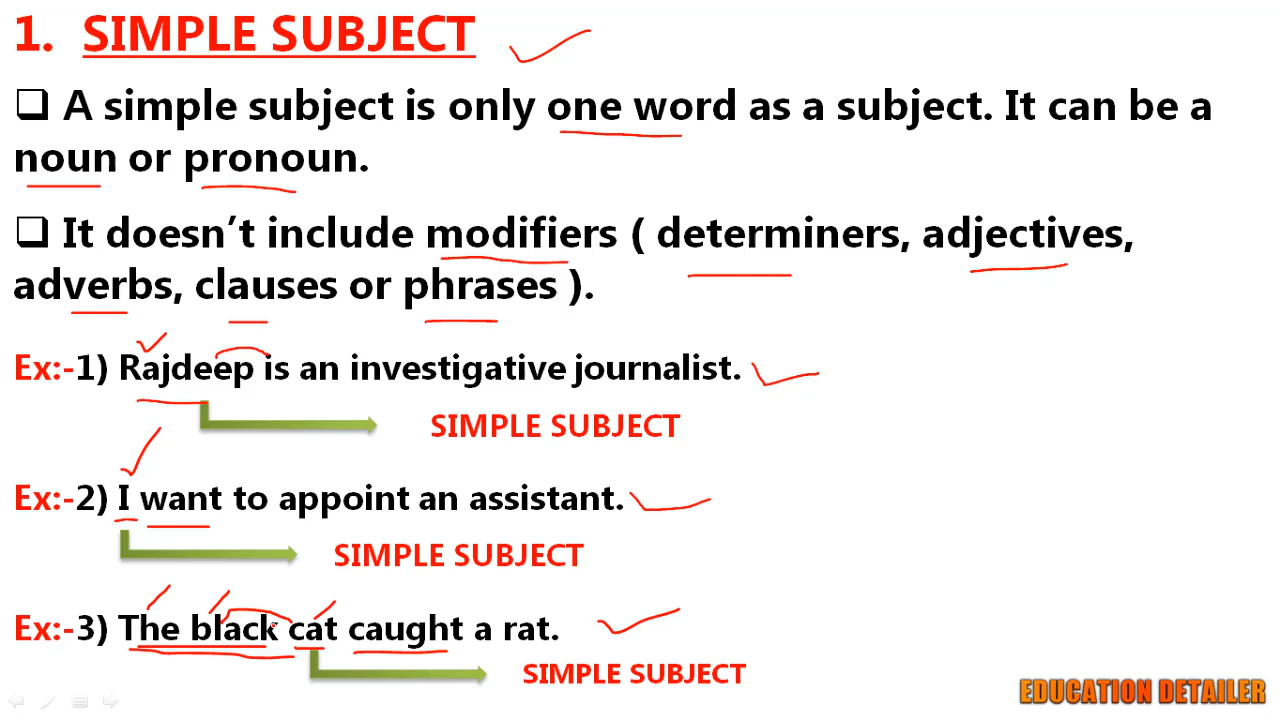 1. SIMPLE SUBJECT
❑ A simple subject is only one word as a subject. It can be a
noun or pronoun.
❑ It doesn’t include modifiers ( determiners, adjectives,
adverbs, clauses or phrases ).
Ex:-1) Rajdeep is an investigative journalist.
SIMPLE SUBJECT
Ex:-2) I want to appoint an assistant.
SIMPLE SUBJECT
Ex:-3) The black cat caught a rat.
SIMPLE SUBJECT
EDUCATION DETAILER